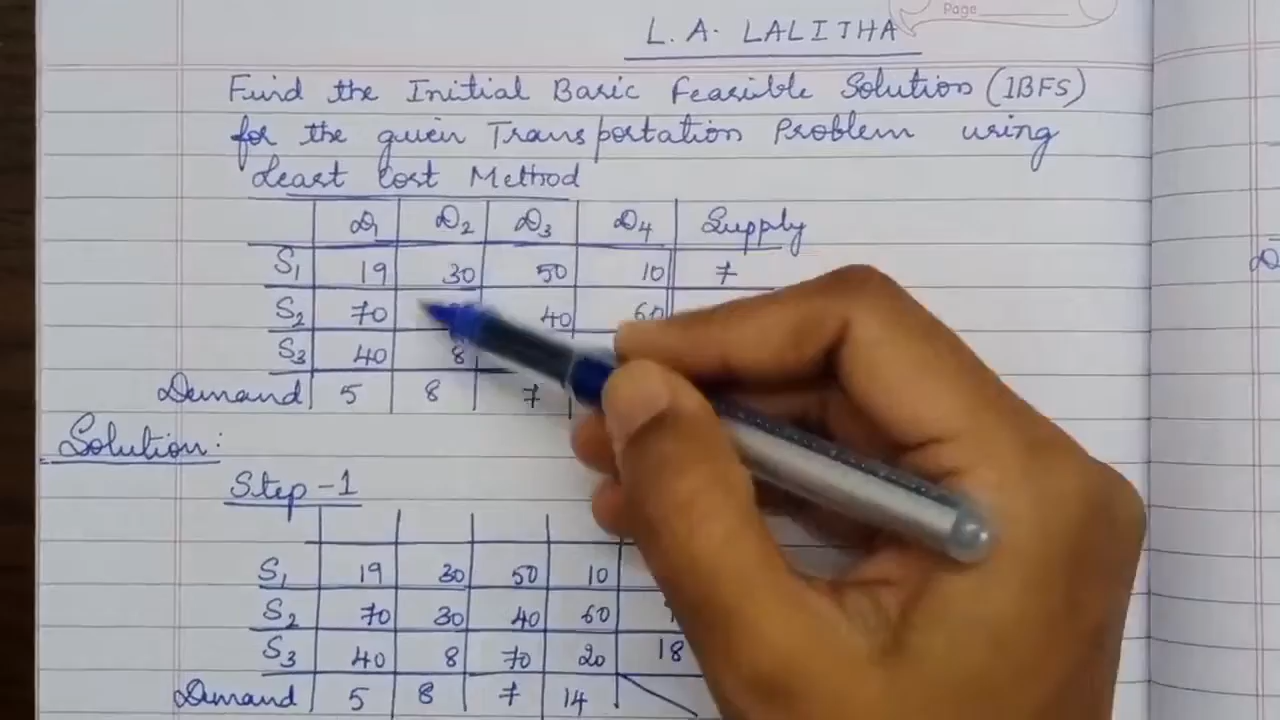 Page
L. A. LALITHA
Find the Initial Basic Feasible Solution (IBFS)
for the given Transportation Problem using
Least Cost Method
D1 D2 D3 D4 Supply
S1 19 30 50 10 7
S2 70 40 60
S3 40 8
Demand 5 8 7
Solution:
Step -1
S1 19 30 50 10
S2 70 30 40 60
S3 40 8 70 20 18
Demand 5 8 7 14